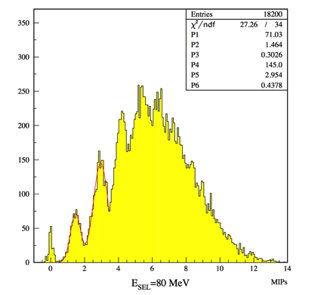 Entries 18200
χ²/ndf 27.26 / 34
P1 71.03
P2 1.464
P3 0.3026
P4 145.0
P5 2.954
P6 0.4378
350
300
250
200
150
100
50
0
0 2 4 6 8 10 12 14
E_SEL=80 MeV MIPs